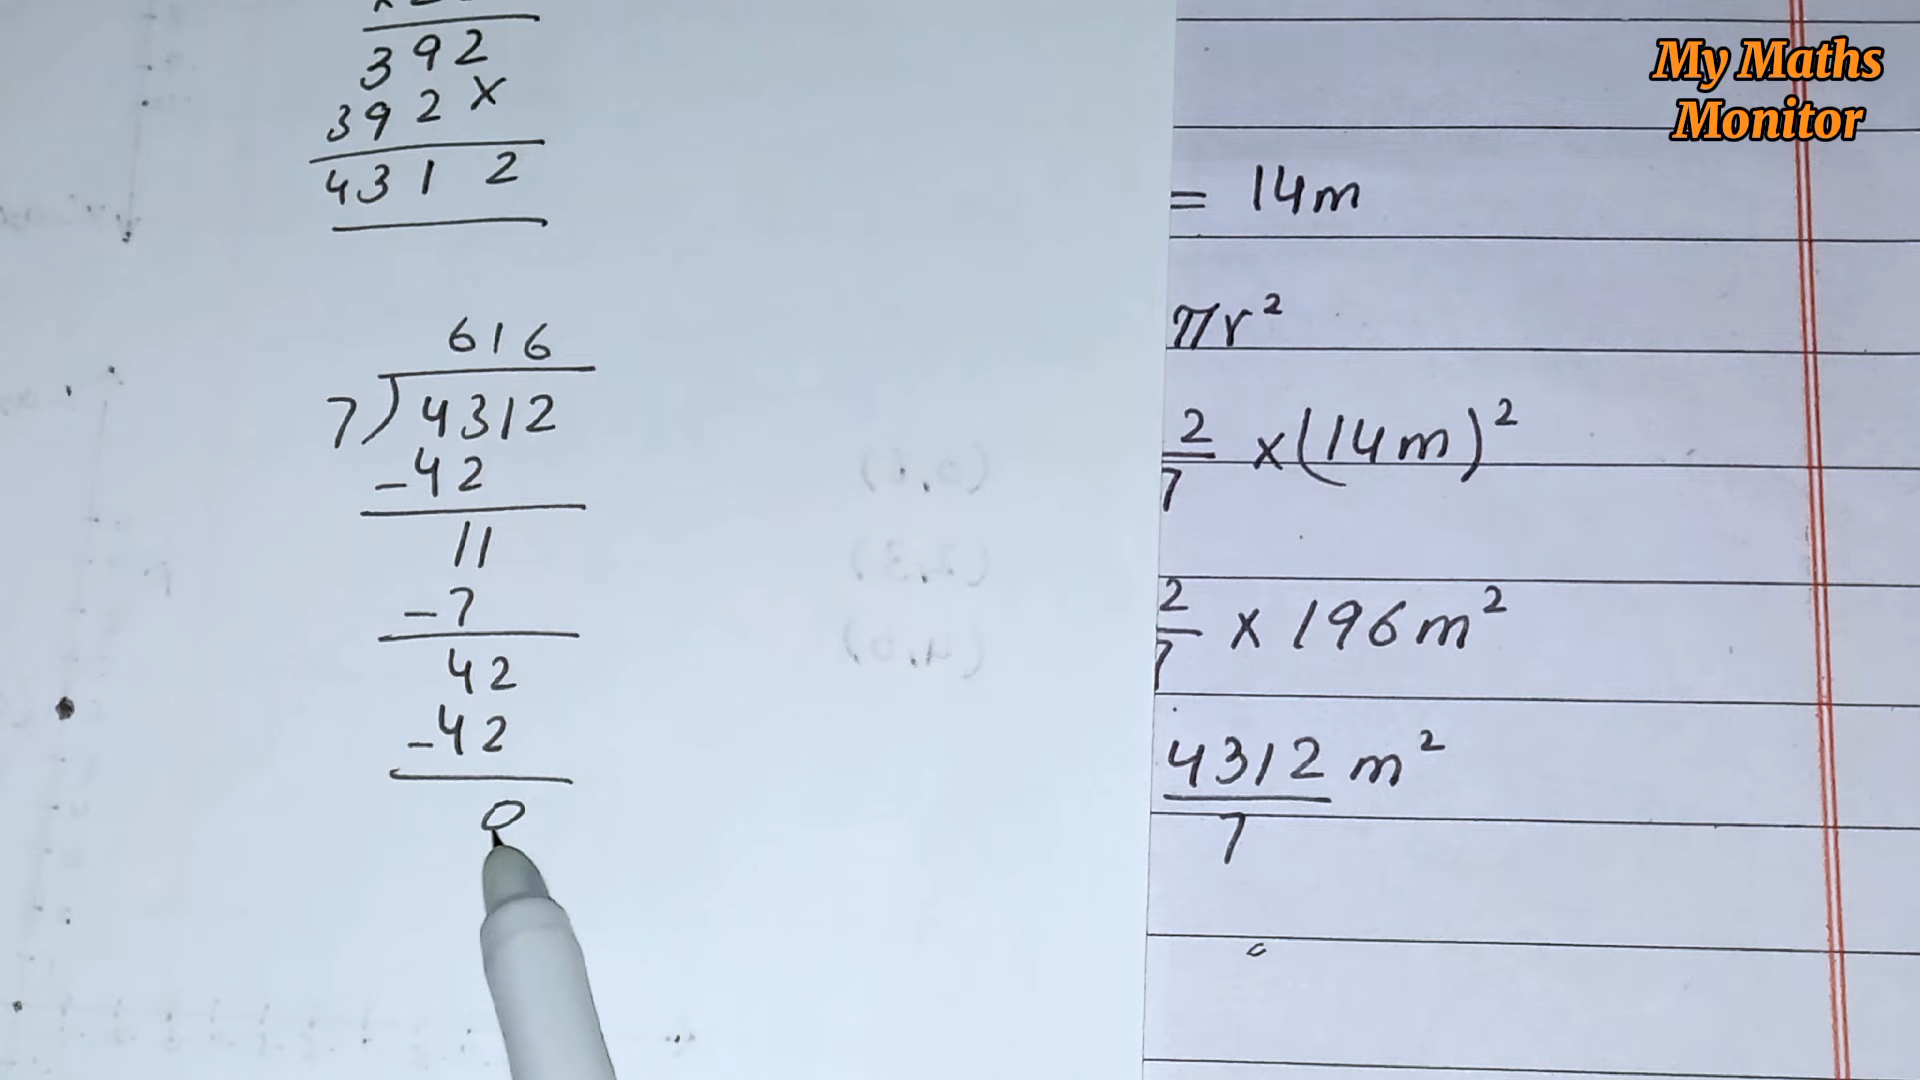 392
392 x
4312
616
7)4312
-42
11
-7
42
-42
0
My Maths
Monitor
= 14m
πr²
2/7 x (14m)²
2/7 x 196m²
4312/7 m²